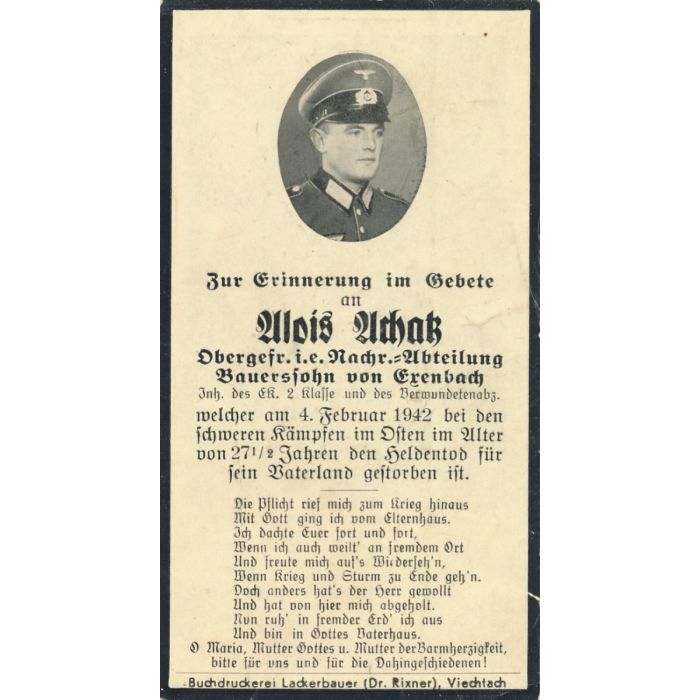 Zur Erinnerung im Gebete
an
Alois Achatz
Obergefr. i. e. Nachr.=Abteilung
Bauerssohn von Exenbach
Inh. des EK. 2 Klasse und des Verwundetenabz.
welcher am 4. Februar 1942 bei den
schweren Kämpfen im Osten im Alter
von 27 1/2 Jahren den Heldentod für
sein Vaterland gestorben ist.
Die Pflicht rief mich zum Krieg hinaus
Mit Gott ging ich vom Elternhaus.
Ich dachte Euer fort und fort,
Wenn ich auch weilt' an fremdem Ort
Und freute mich auf's Wiederseh'n,
Wenn Krieg und Sturm zu Ende geh'n.
Doch anders hat's der Herr gewollt
Und hat von hier mich abgeholt.
Nun ruh' in fremder Erd' ich aus
Und bin in Gottes Vaterhaus.
O Maria, Mutter Gottes u. Mutter der Barmherzigkeit,
bitte für uns und für die Dahingeschiedenen!
Buchdruckerei Lackerbauer (Dr. Rixner), Viechtach